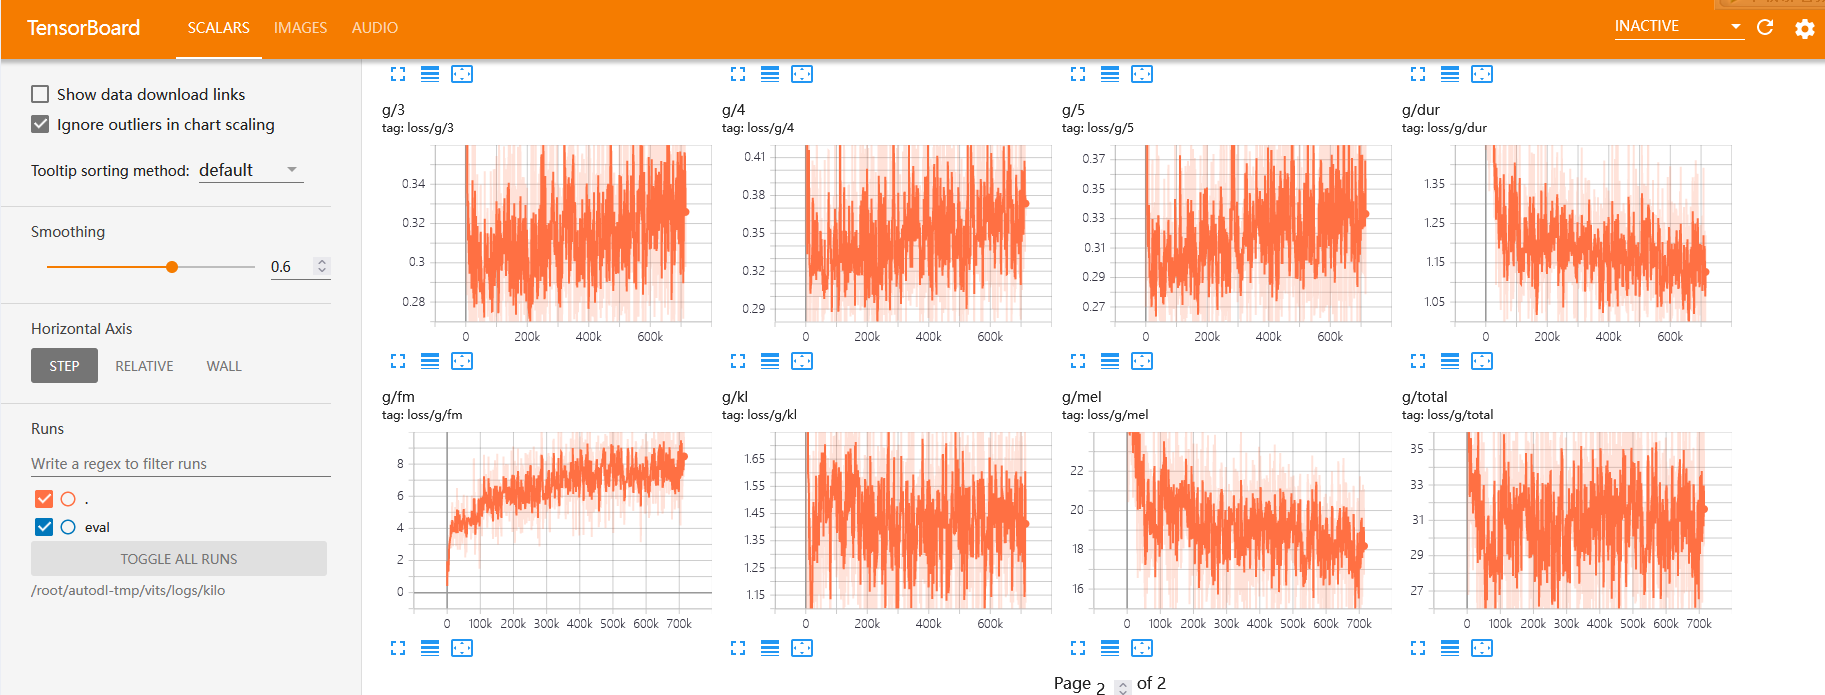 TensorBoard SCALARS IMAGES AUDIO INACTIVE
Show data download links
Ignore outliers in chart scaling
Tooltip sorting method: default
Smoothing
0.6
Horizontal Axis
STEP RELATIVE WALL
Runs
Write a regex to filter runs
.
eval
TOGGLE ALL RUNS
/root/autodl-tmp/vits/logs/kilo
g/3
tag: loss/g/3
0.34
0.32
0.3
0.28
0 200k 400k 600k
g/4
tag: loss/g/4
0.41
0.38
0.35
0.32
0.29
0 200k 400k 600k
g/5
tag: loss/g/5
0.37
0.35
0.33
0.31
0.29
0.27
0 200k 400k 600k
g/dur
tag: loss/g/dur
1.35
1.25
1.15
1.05
0 200k 400k 600k
g/fm
tag: loss/g/fm
8
6
4
2
0
0 100k 200k 300k 400k 500k 600k 700k
g/kl
tag: loss/g/kl
1.65
1.55
1.45
1.35
1.25
1.15
0 200k 400k 600k
g/mel
tag: loss/g/mel
22
20
18
16
0 100k 200k 300k 400k 500k 600k 700k
g/total
tag: loss/g/total
35
33
31
29
27
0 100k 200k 300k 400k 500k 600k 700k
Page 2 of 2